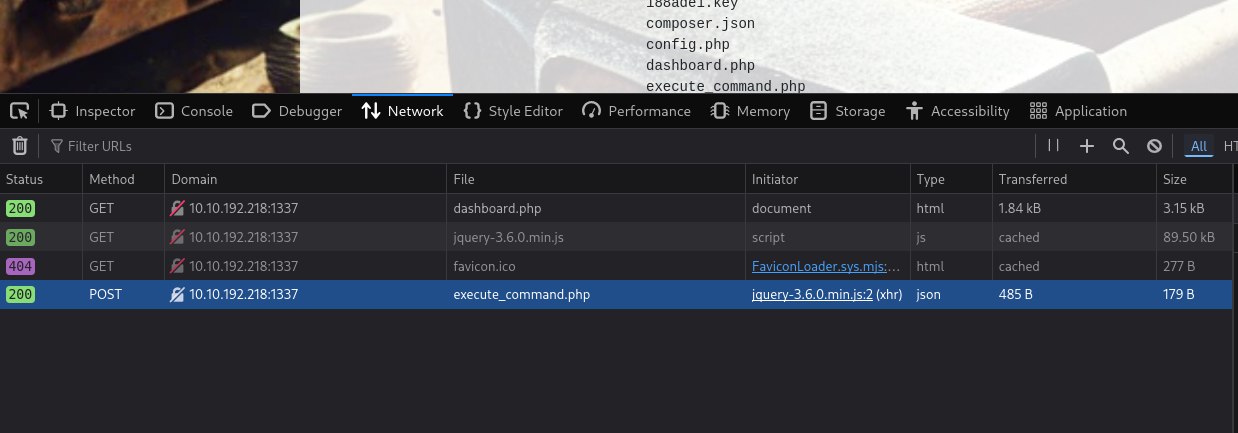 188ade1.key
composer.json
config.php
dashboard.php
execute_command.php
Inspector Console Debugger Network Style Editor Performance Memory Storage Accessibility Application
Filter URLs All HT
Status Method Domain File Initiator Type Transferred Size
200 GET 10.10.192.218:1337 dashboard.php document html 1.84 kB 3.15 kB
200 GET 10.10.192.218:1337 jquery-3.6.0.min.js script js cached 89.50 kB
404 GET 10.10.192.218:1337 favicon.ico FaviconLoader.sys.mjs:… html cached 277 B
200 POST 10.10.192.218:1337 execute_command.php jquery-3.6.0.min.js:2 (xhr) json 485 B 179 B